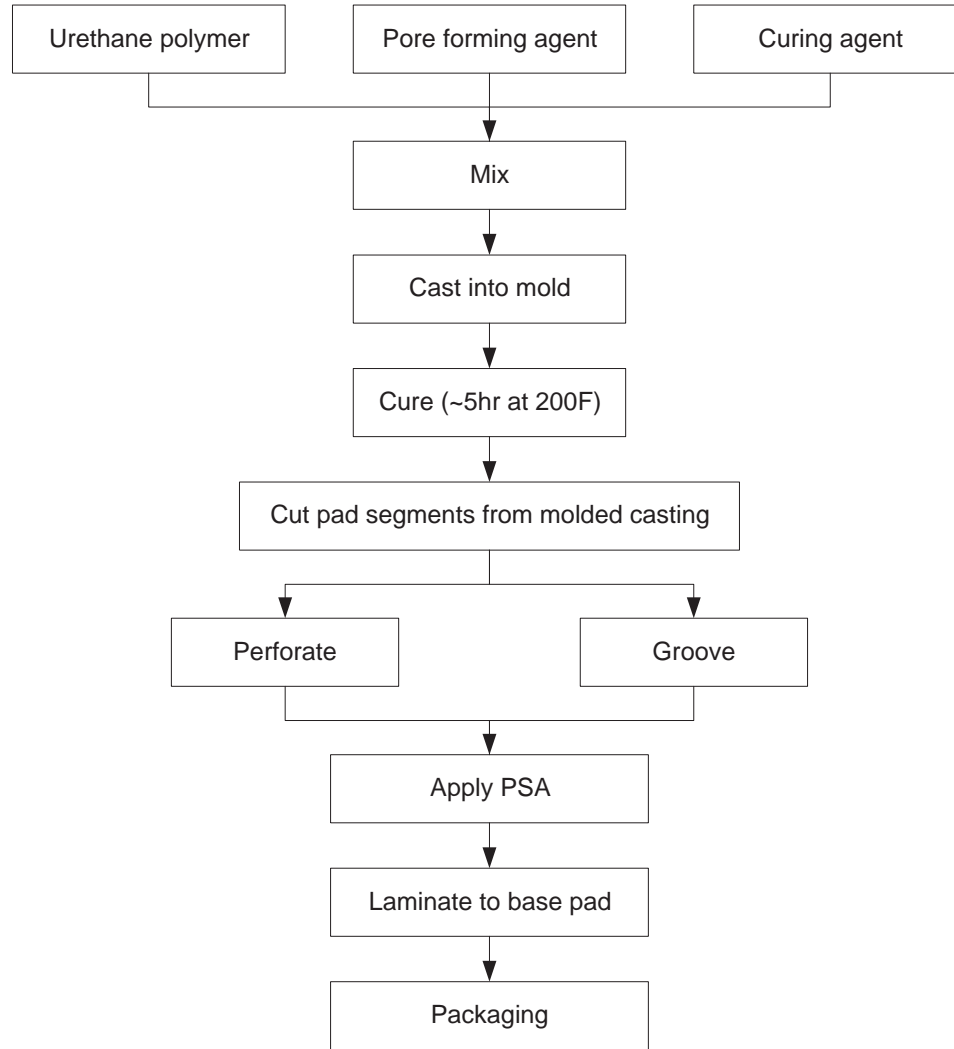 Urethane polymer
Pore forming agent
Curing agent
Mix
Cast into mold
Cure (~5hr at 200F)
Cut pad segments from molded casting
Perforate
Groove
Apply PSA
Laminate to base pad
Packaging